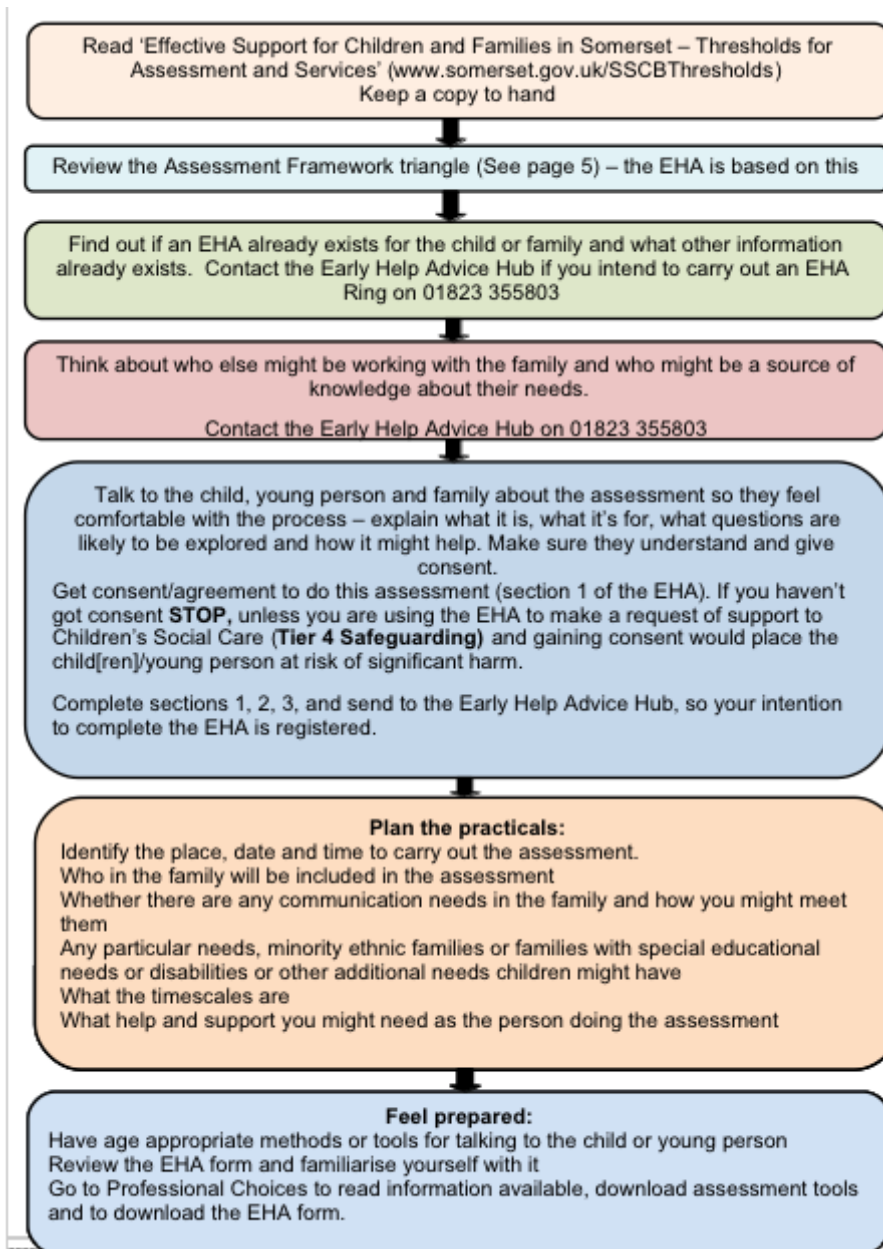 Read ‘Effective Support for Children and Families in Somerset – Thresholds for
Assessment and Services’ (www.somerset.gov.uk/SSCBThresholds)
Keep a copy to hand
Review the Assessment Framework triangle (See page 5) – the EHA is based on this
Find out if an EHA already exists for the child or family and what other information
already exists.  Contact the Early Help Advice Hub if you intend to carry out an EHA
Ring on 01823 355803
Think about who else might be working with the family and who might be a source of
knowledge about their needs.
Contact the Early Help Advice Hub on 01823 355803
Talk to the child, young person and family about the assessment so they feel
comfortable with the process – explain what it is, what it’s for, what questions are
likely to be explored and how it might help. Make sure they understand and give
consent.
Get consent/agreement to do this assessment (section 1 of the EHA). If you haven’t
got consent STOP, unless you are using the EHA to make a request of support to
Children’s Social Care (Tier 4 Safeguarding) and gaining consent would place the
child[ren]/young person at risk of significant harm.
Complete sections 1, 2, 3, and send to the Early Help Advice Hub, so your intention
to complete the EHA is registered.
Plan the practicals:
Identify the place, date and time to carry out the assessment.
Who in the family will be included in the assessment
Whether there are any communication needs in the family and how you might meet
them
Any particular needs, minority ethnic families or families with special educational
needs or disabilities or other additional needs children might have
What the timescales are
What help and support you might need as the person doing the assessment
Feel prepared:
Have age appropriate methods or tools for talking to the child or young person
Review the EHA form and familiarise yourself with it
Go to Professional Choices to read information available, download assessment tools
and to download the EHA form.